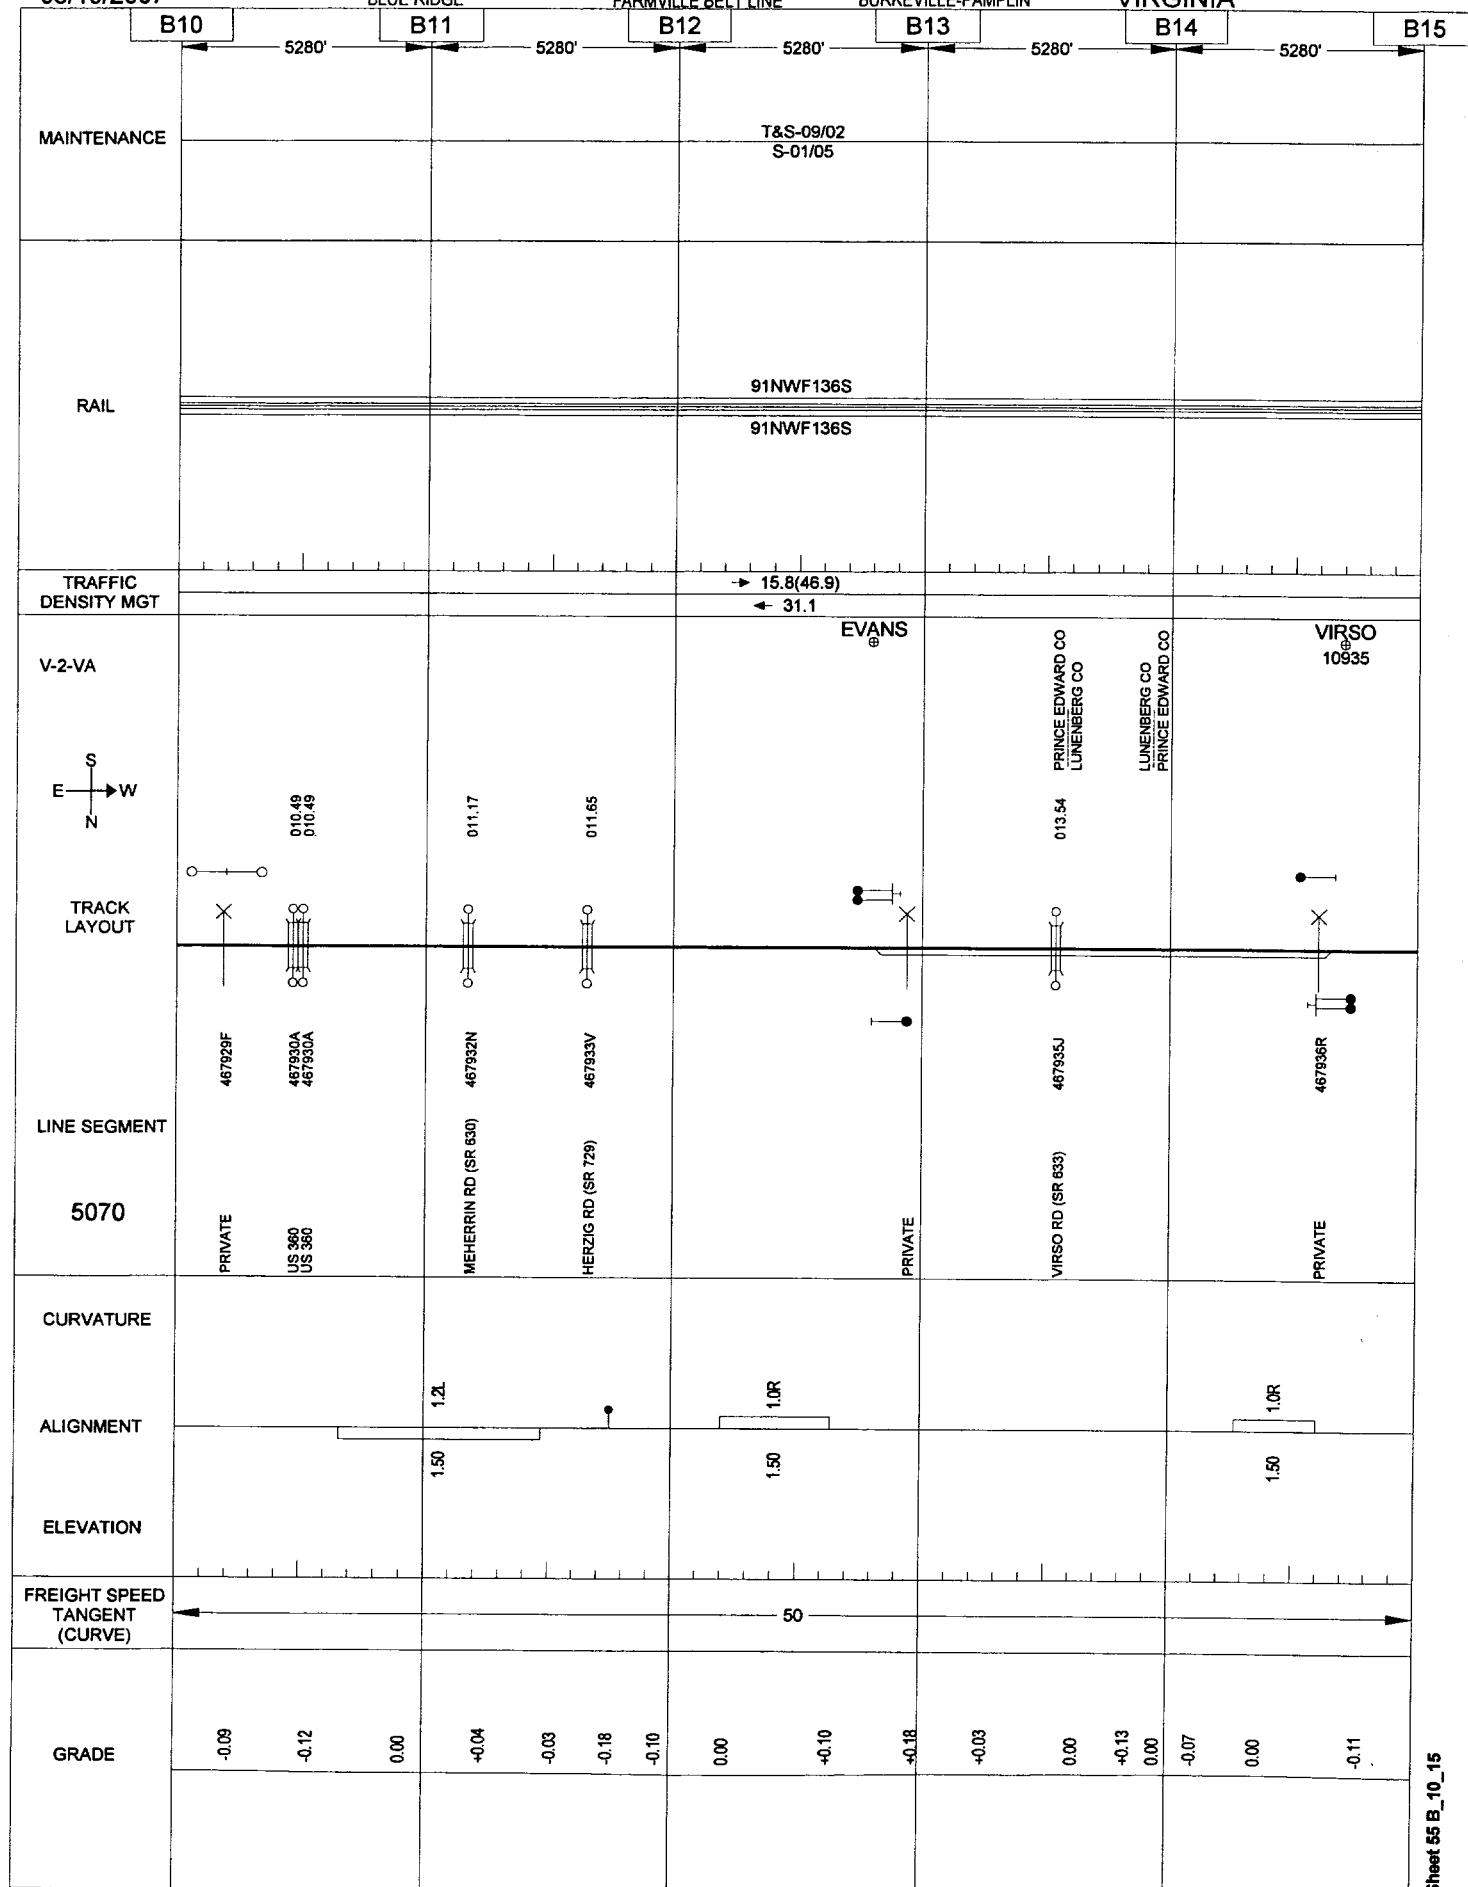 BLUE RIDGE FARMVILLE BELT LINE BURKEVILLE-PAMPLIN VIRGINIA
B10 B11 B12 B13 B14 B15
5280' 5280' 5280' 5280' 5280'
MAINTENANCE
T&S-09/02
S-01/05
RAIL
91NWF136S
91NWF136S
TRAFFIC
DENSITY MGT
15.8(46.9)
31.1
V-2-VA
EVANS
PRINCE EDWARD CO
LUNENBERG CO
LUNENBERG CO
PRINCE EDWARD CO
VIRSO
10935
S
E W
N
010.49
010.49
011.17
011.65
013.54
TRACK
LAYOUT
467929F
467930A
467930A
467932N
467933V
467935J
467936R
LINE SEGMENT
5070
PRIVATE
US 360
US 360
MEHERRIN RD (SR 630)
HERZIG RD (SR 729)
PRIVATE
VIRSO RD (SR 633)
PRIVATE
CURVATURE
1.2L
1.0R
1.0R
ALIGNMENT
1.50
1.50
1.50
ELEVATION
FREIGHT SPEED
TANGENT
(CURVE)
50
GRADE
-0.09
-0.12
0.00
+0.04
-0.03
-0.18
-0.10
0.00
+0.10
+0.18
+0.03
0.00
+0.13
0.00
-0.07
0.00
-0.11
Sheet 55 B_10_15